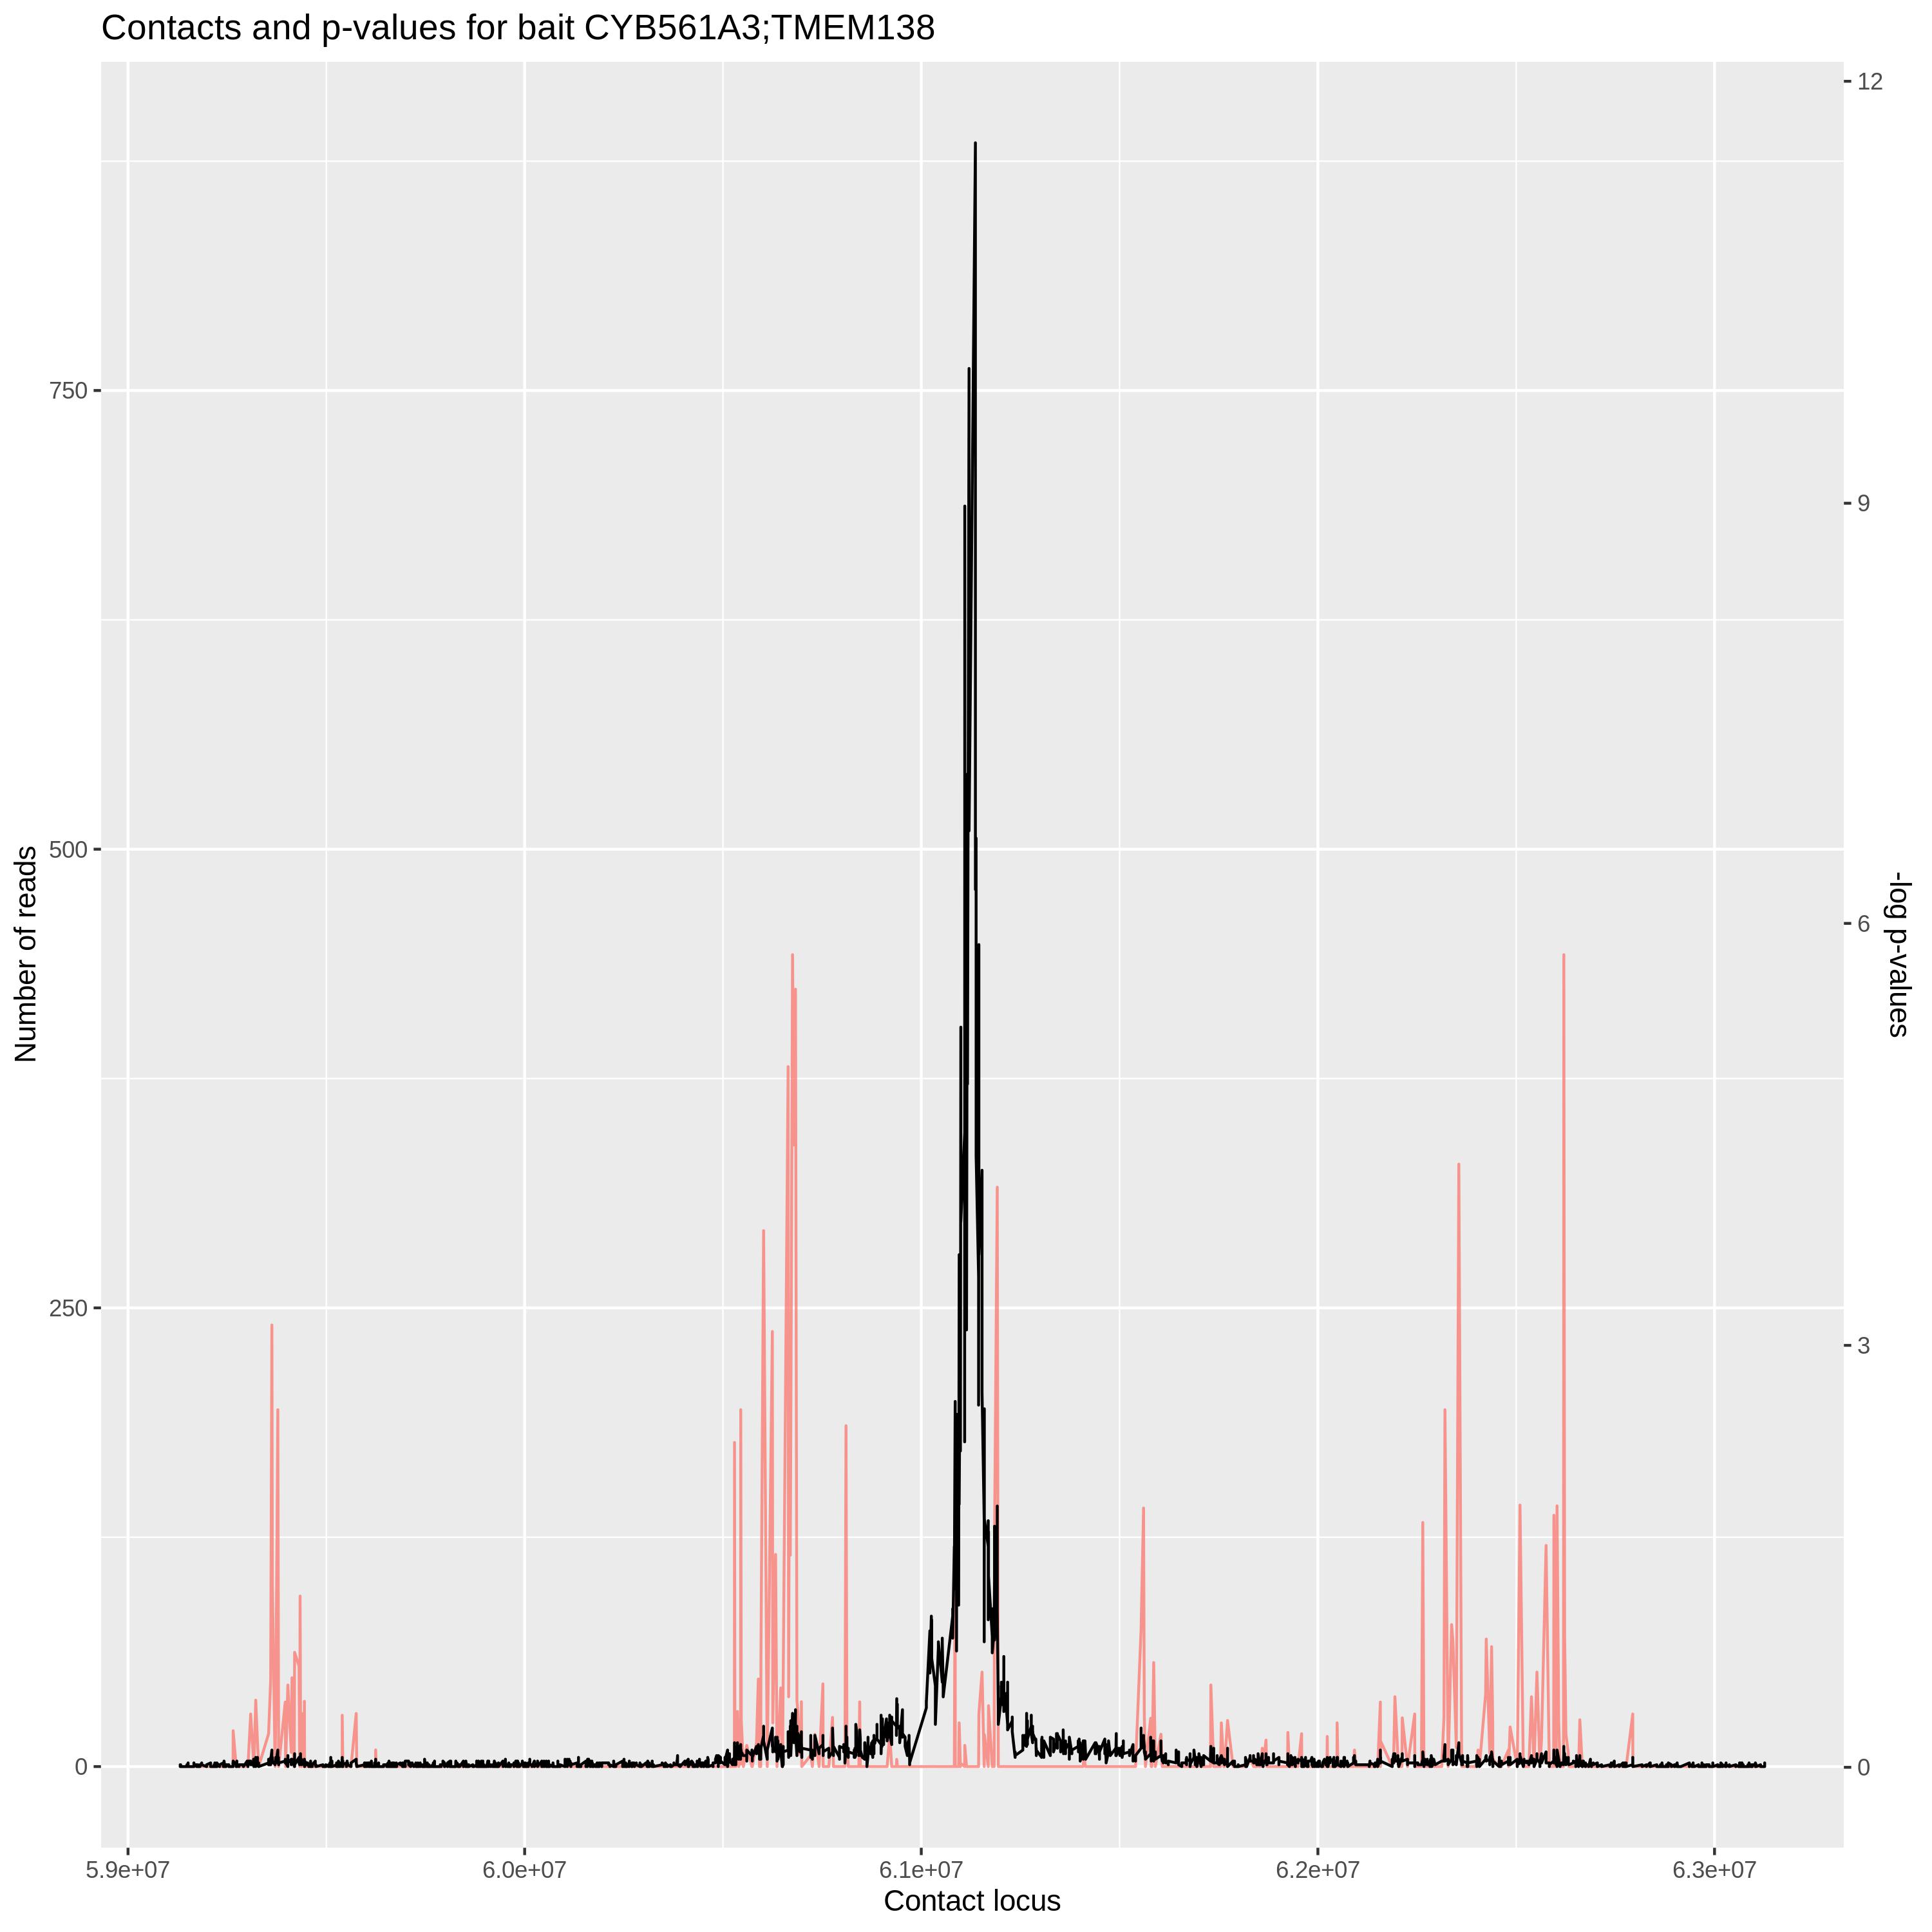 Contacts and p-values for bait CYB561A3;TMEM138
12
9
6
3
0
750
500
250
0
Number of reads
-log p-values
5.9e+07 6.0e+07 6.1e+07 6.2e+07 6.3e+07
Contact locus